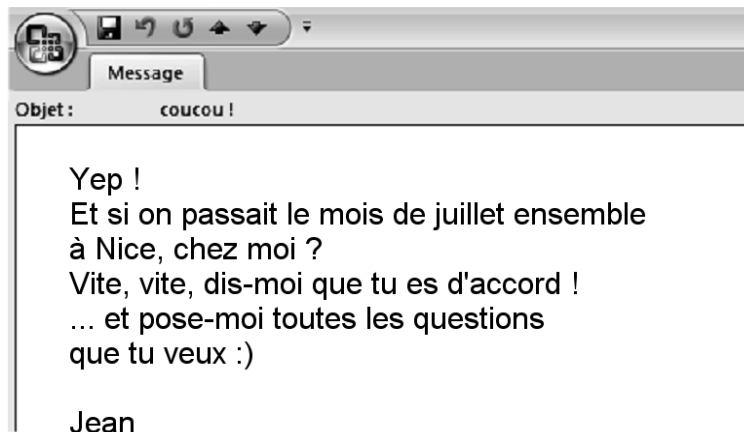 Message
Objet : coucou !
Yep !
Et si on passait le mois de juillet ensemble
à Nice, chez moi ?
Vite, vite, dis-moi que tu es d'accord !
... et pose-moi toutes les questions
que tu veux :)
Jean